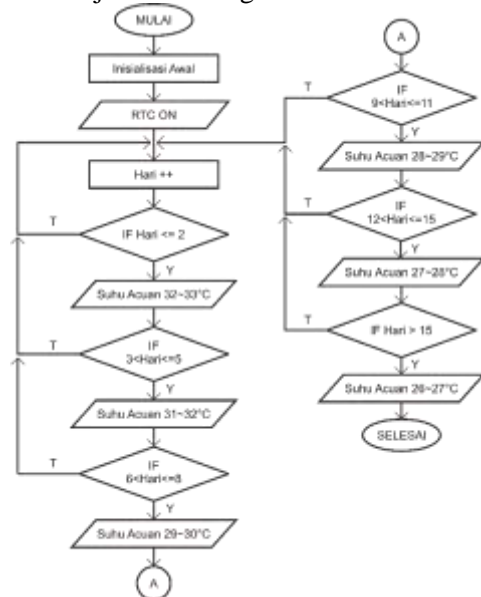 MULAI
Inisialisasi Awal
RTC ON
Hari ++
IF Hari <= 2
T
Y
Suhu Acuan 32~33°C
IF
3<Hari<=5
T
Y
Suhu Acuan 31~32°C
IF
6<Hari<=8
T
Y
Suhu Acuan 29~30°C
A
A
IF
9<Hari<=11
T
Y
Suhu Acuan 28~29°C
IF
12<Hari<=15
T
Y
Suhu Acuan 27~28°C
IF Hari > 15
T
Y
Suhu Acuan 26~27°C
SELESAI